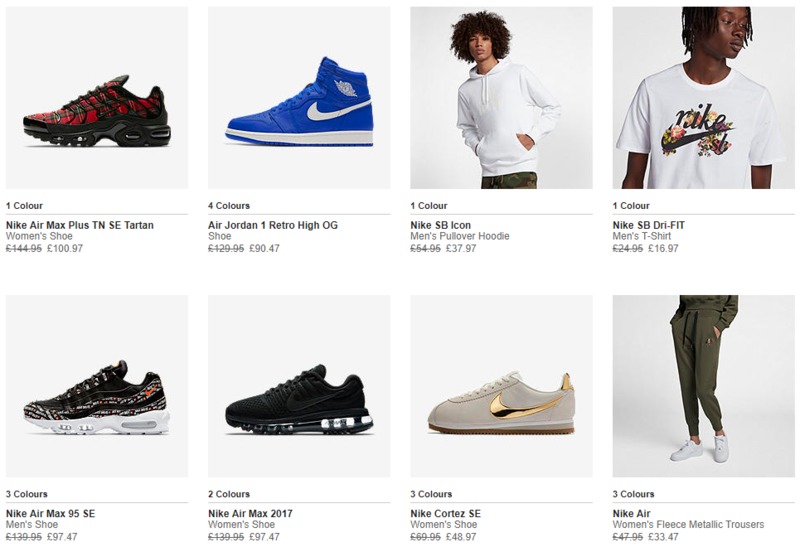 nike
sb
1 Colour
Nike Air Max Plus TN SE Tartan
Women's Shoe
£144.95 £100.97
4 Colours
Air Jordan 1 Retro High OG
Shoe
£129.95 £90.47
1 Colour
Nike SB Icon
Men's Pullover Hoodie
£54.95 £37.97
1 Colour
Nike SB Dri-FIT
Men's T-Shirt
£24.95 £16.97
3 Colours
Nike Air Max 95 SE
Men's Shoe
£139.95 £97.47
2 Colours
Nike Air Max 2017
Women's Shoe
£139.95 £97.47
3 Colours
Nike Cortez SE
Women's Shoe
£69.95 £48.97
3 Colours
Nike Air
Women's Fleece Metallic Trousers
£47.95 £33.47